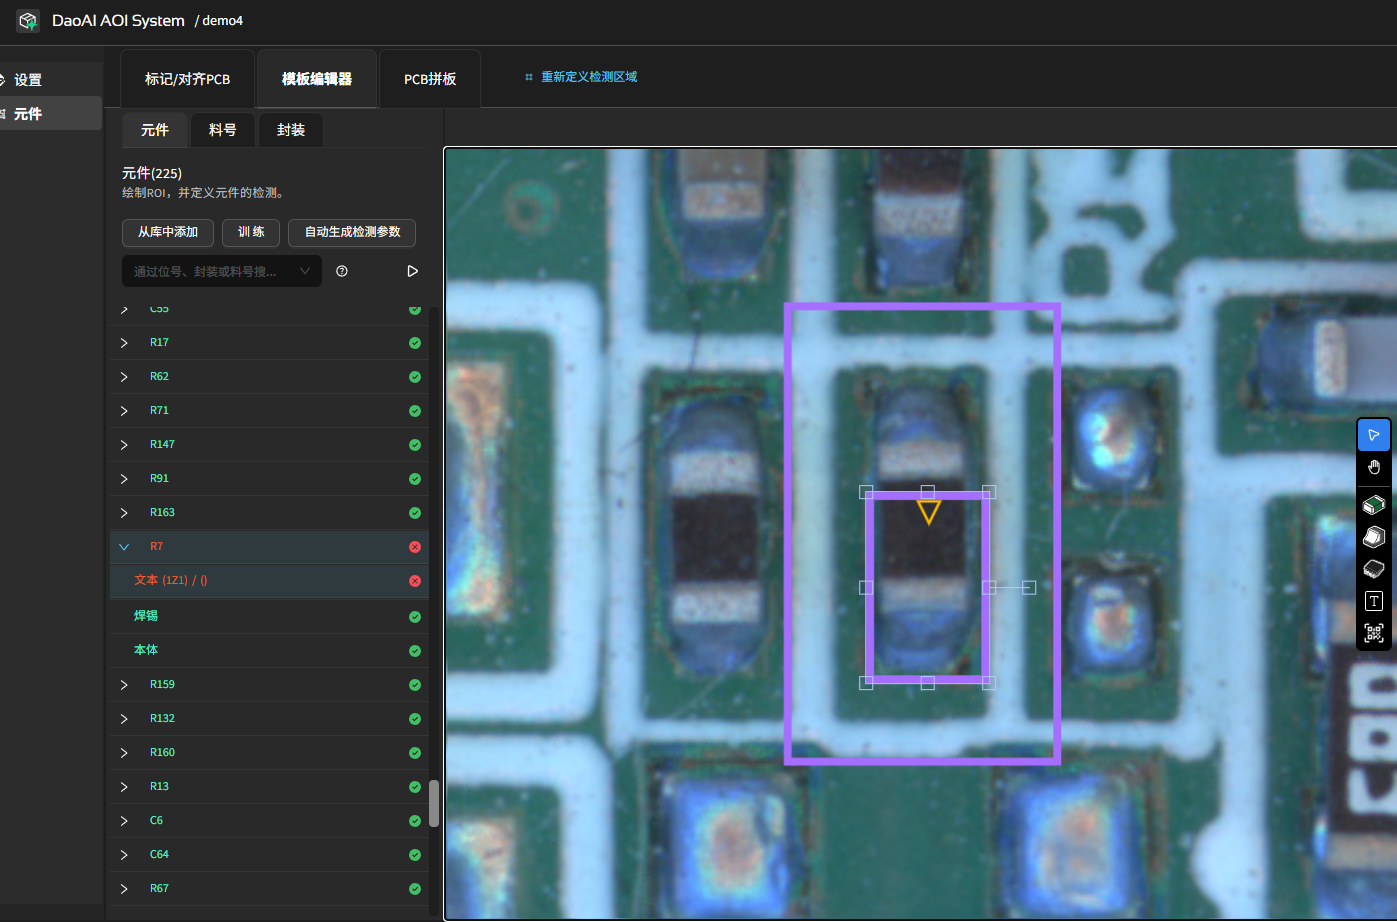 DaoAI AOI System / demo4
设置
元件
标记/对齐PCB
模板编辑器
PCB拼板
重新定义检测区域
元件
料号
封装
元件(225)
绘制ROI，并定义元件的检测。
从库中添加
训 练
自动生成检测参数
通过位号、封装或料号搜...
C55
R17
R62
R71
R147
R91
R163
R7
文本 (1Z1) / ()
焊锡
本体
R159
R132
R160
R13
C6
C64
R67
T